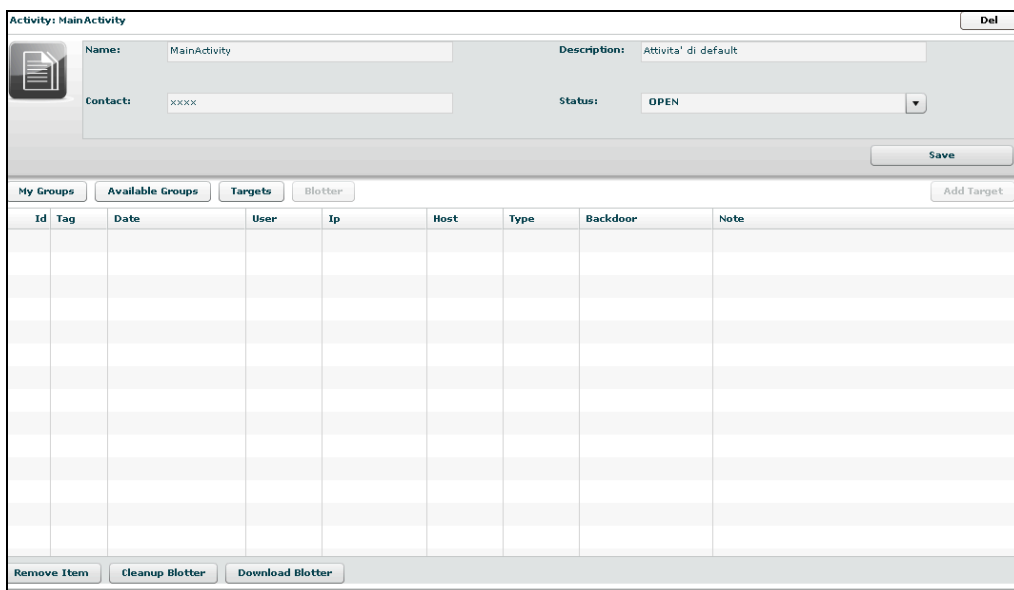 Activity: MainActivity
Del
Name: MainActivity Description: Attivita' di default
Contact: xxxx Status: OPEN
Save
My Groups Available Groups Targets Blotter Add Target
Id Tag Date User Ip Host Type Backdoor Note
Remove Item Cleanup Blotter Download Blotter